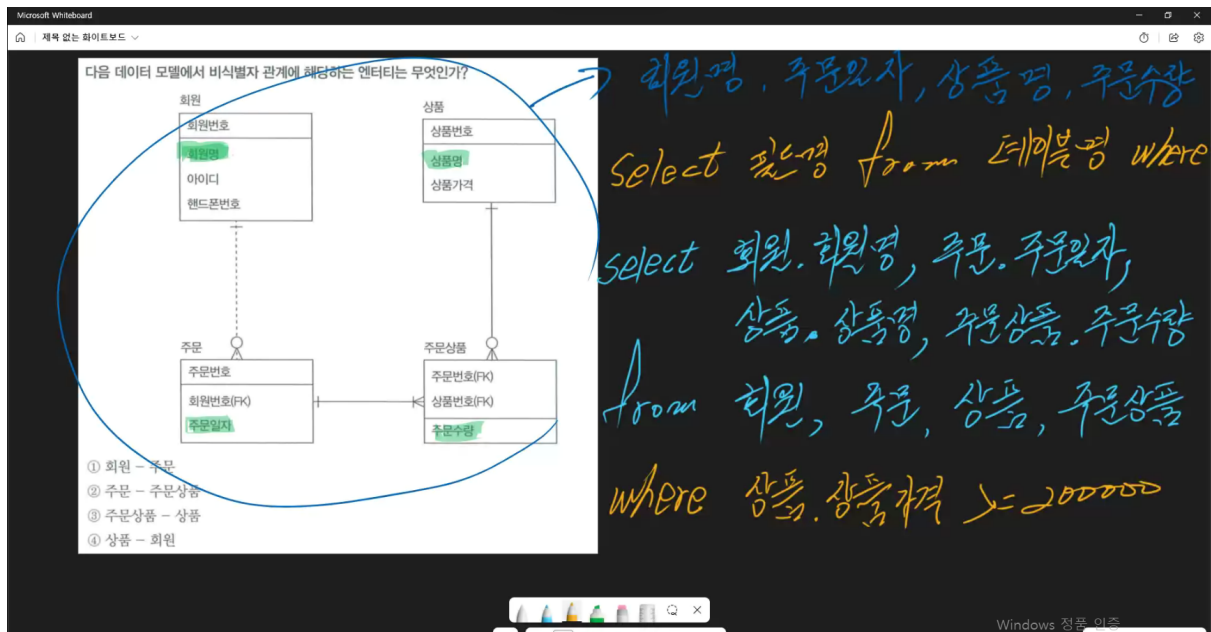 Microsoft Whiteboard
제목 없는 화이트보드
다음 데이터 모델에서 비식별자 관계에 해당하는 엔터티는 무엇인가?
회원
회원번호
회원명
아이디
핸드폰번호
상품
상품번호
상품명
상품가격
주문
주문번호
회원번호(FK)
주문일자
주문상품
주문번호(FK)
상품번호(FK)
주문수량
① 회원 – 주문
② 주문 – 주문상품
③ 주문상품 – 상품
④ 상품 – 회원
회원명, 주문일자, 상품명, 주문수량
select 필드명 from 테이블명 where
select 회원.회원명, 주문.주문일자,
상품.상품명, 주문상품.주문수량
from 회원, 주문, 상품, 주문상품
where 상품.상품가격 >= 200000
Windows 정품 인증